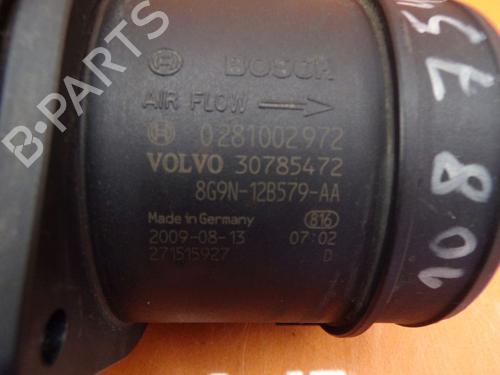 BOSCH
AIR FLOW
0281002972
VOLVO 30785472
8G9N-12B579-AA
Made in Germany 816
2009-08-13 07:02
271515927 D
108
B-PARTS